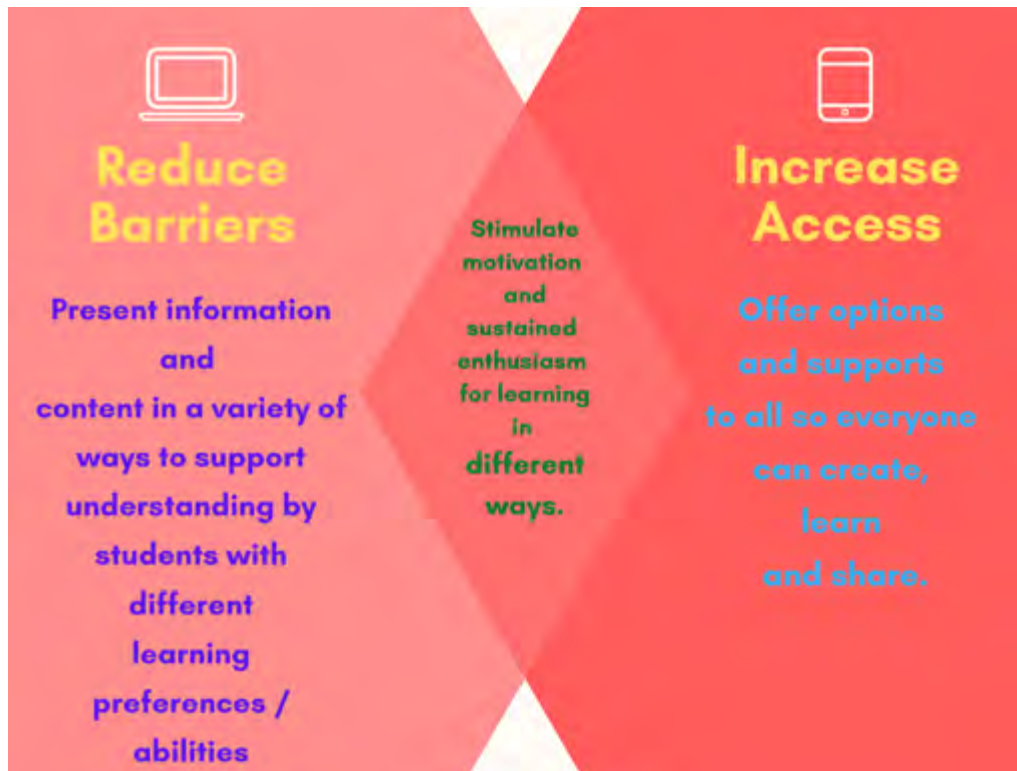 Reduce
Barriers
Present information
and
content in a variety of
ways to support
understanding by
students with
different
learning
preferences /
abilities
Stimulate
motivation
and
sustained
enthusiasm
for learning
in
different
ways.
Increase
Access
Offer options
and supports
to all so everyone
can create,
learn
and share.